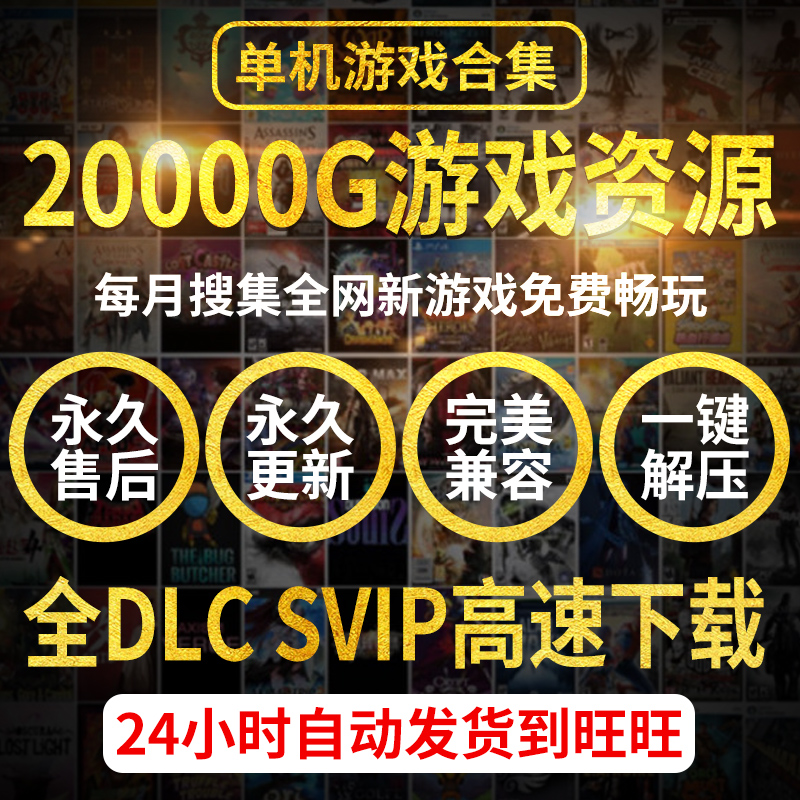 单机游戏合集
20000G游戏资源
每月搜集全网新游戏免费畅玩
永久
售后
永久
更新
完美
兼容
一键
解压
THE BUG
BUTCHER
全DLC SVIP高速下载
24小时自动发货到旺旺